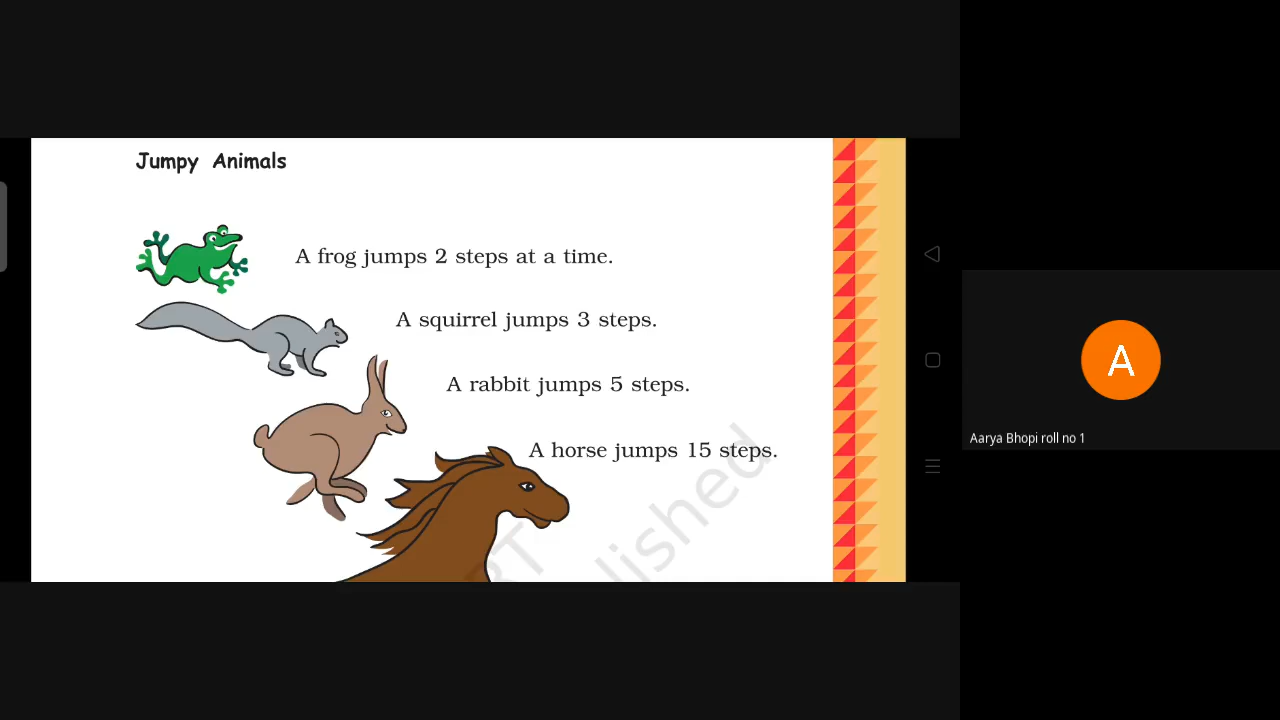 Jumpy Animals
A frog jumps 2 steps at a time.
A squirrel jumps 3 steps.
A rabbit jumps 5 steps.
A horse jumps 15 steps.
A
Aarya Bhopi roll no 1